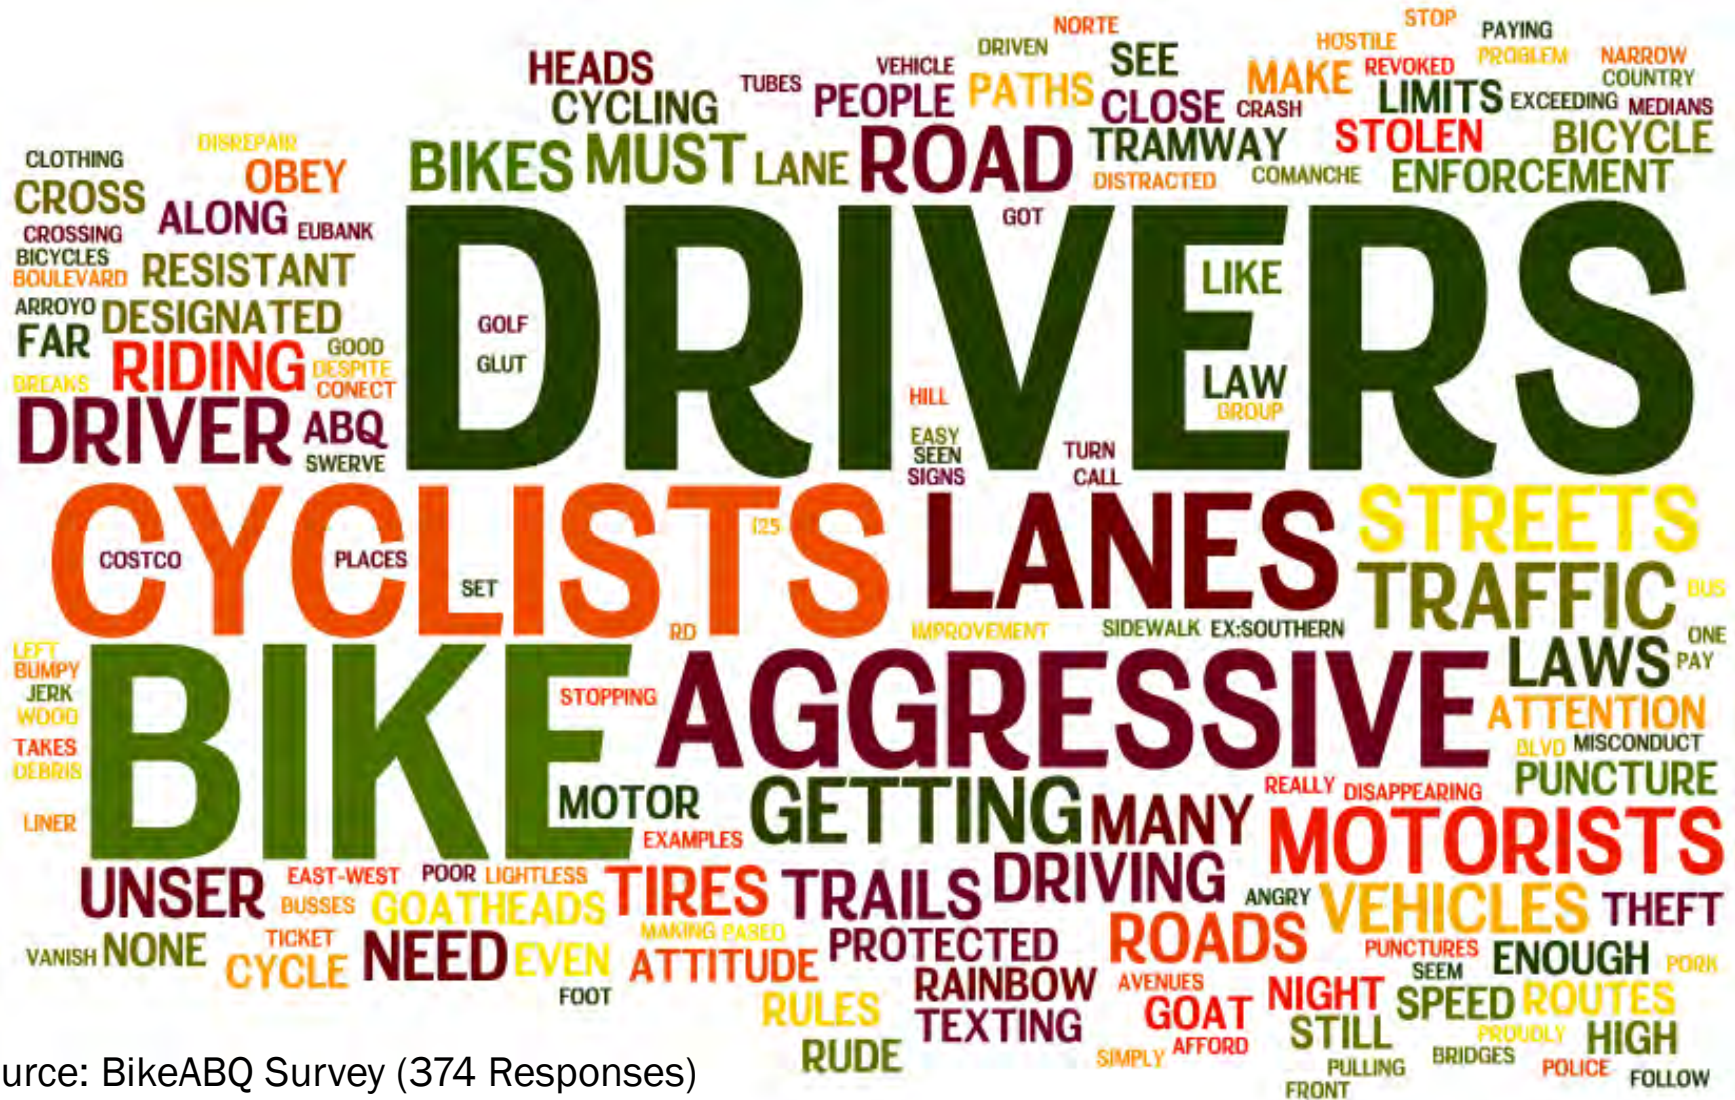 NORTE STOP PAYING
DRIVEN SEE HOSTILE PROBLEM NARROW
HEADS TUBES VEHICLE PATHS MAKE REVOKED COUNTRY
CYCLING PEOPLE CLOSE CRASH LIMITS EXCEEDING MEDIANS
DISREPAIR BIKES MUST LANE ROAD TRAMWAY STOLEN BICYCLE
CLOTHING OBEY DISTRACTED COMANCHE ENFORCEMENT
CROSS ALONG EUBANK GOT
CROSSING
BICYCLES
BOULEVARD RESISTANT LIKE
ARROYO DESIGNATED GOLF DRIVERS
FAR RIDING GOOD GLUT
DREAKS DESPITE LAW
CONECT HILL GROUP
DRIVER ABQ EASY
SWERVE SEEN TURN
SIGNS CALL
CYCLISTS I25 LANES STREETS
COSTCO PLACES SET TRAFFIC BUS
RD IMPROVEMENT SIDEWALK EX:SOUTHERN ONE
LEFT LAWS PAY
BUMPY
JERK STOPPING
WOOD BIKE AGGRESSIVE ATTENTION
TAKES BLVD MISCONDUCT
DEBRIS PUNCTURE
MOTOR GETTING MANY REALLY DISAPPEARING
LINER EXAMPLES MOTORISTS
UNSER EAST-WEST POOR LIGHTLESS TIRES TRAILS DRIVING
BUSSES GOATHEADS ANGRY VEHICLES THEFT
VANISH NONE TICKET NEED EVEN MAKING PASED PROTECTED ROADS PUNCTURES ENOUGH PORK
CYCLE ATTITUDE RAINBOW AVENUES NIGHT SEEM
FOOT RULES TEXTING GOAT SPEED ROUTES
RUDE SIMPLY AFFORD STILL PROUDLY HIGH
PULLING BRIDGES POLICE FOLLOW
FRONT
urce: BikeABQ Survey (374 Responses)